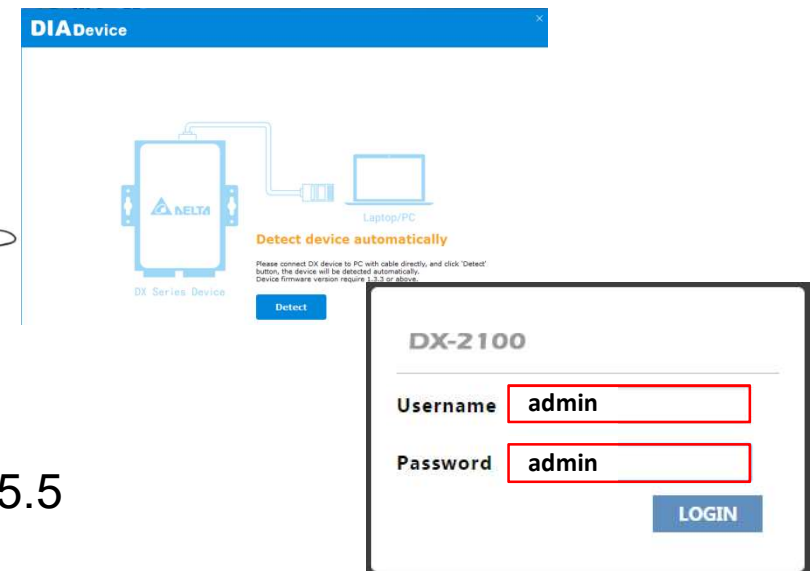 DIADevice
×
DELTA
Laptop/PC
Detect device automatically
Please connect DX device to PC with cable directly, and click 'Detect'
button, the device will be detected automatically.
Device firmware version require 1.3.3 or above.
DX Series Device
Detect
DX-2100
Username admin
Password admin
LOGIN
5.5